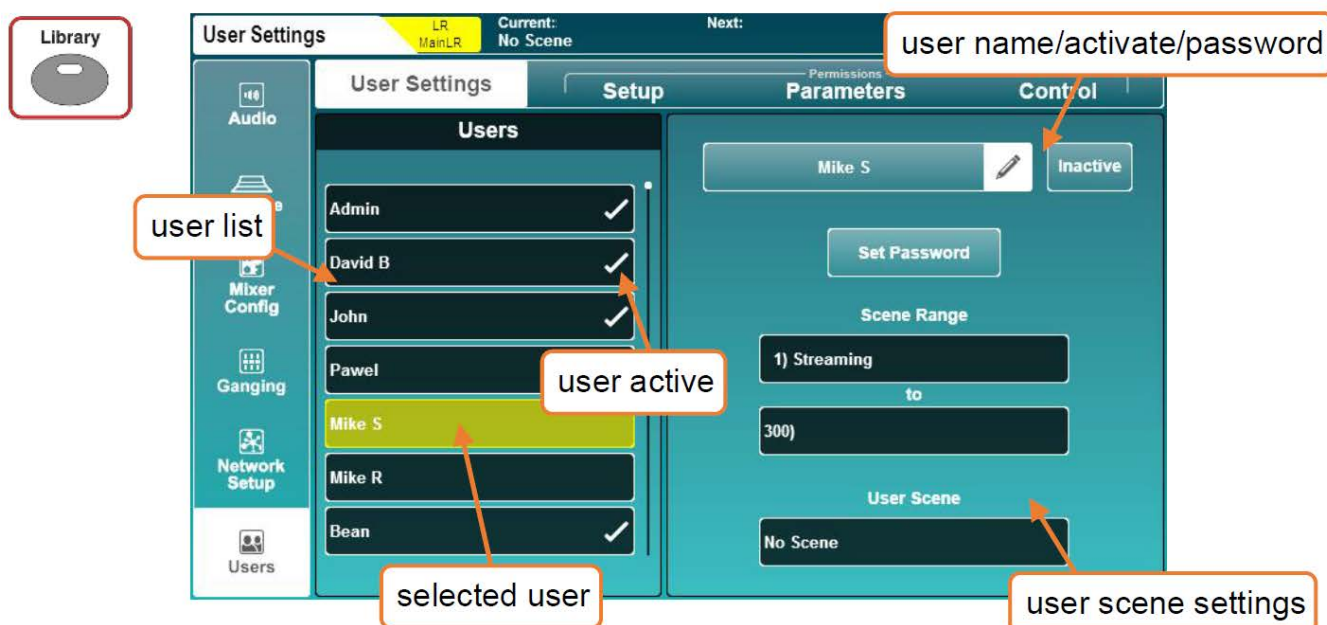 Library
User Settings
LR
MainLR
Current:
No Scene
Next:
user name/activate/password
User Settings
Permissions
Setup
Parameters
Control
Audio
Mixer
Config
Ganging
Network
Setup
Users
Users
Admin
David B
John
Pawel
Mike S
Mike R
Bean
user list
user active
selected user
Mike S
Inactive
Set Password
Scene Range
1) Streaming
to
300)
User Scene
No Scene
user scene settings